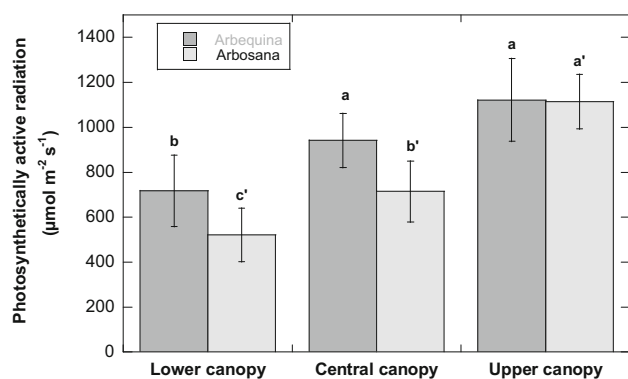 Photosynthetically active radiation
(µmol m⁻² s⁻¹)
1400
1200
1000
800
600
400
200
0
Arbequina
Arbosana
b
c'
a
b'
a
a'
Lower canopy
Central canopy
Upper canopy